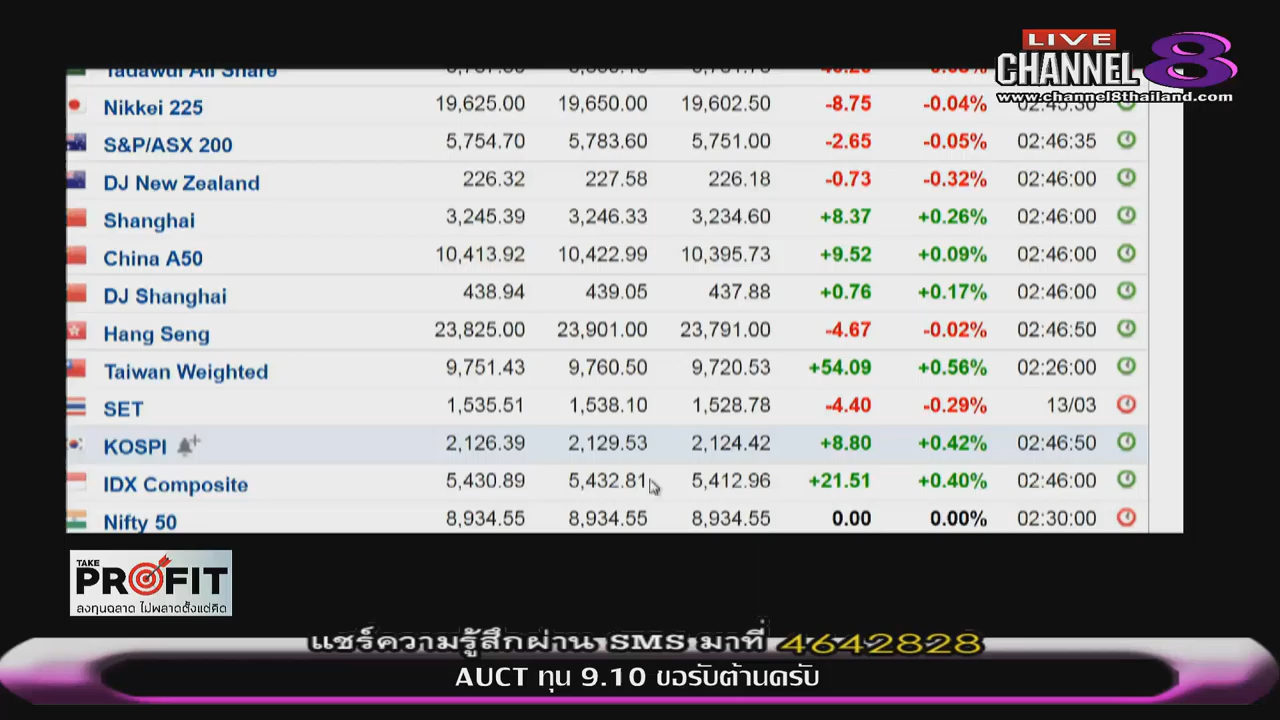 LIVE
CHANNEL 8
www.channel8thailand.com
Tadawul All Share
Nikkei 225 19,625.00 19,650.00 19,602.50 -8.75 -0.04%
S&P/ASX 200 5,754.70 5,783.60 5,751.00 -2.65 -0.05% 02:46:35
DJ New Zealand 226.32 227.58 226.18 -0.73 -0.32% 02:46:00
Shanghai 3,245.39 3,246.33 3,234.60 +8.37 +0.26% 02:46:00
China A50 10,413.92 10,422.99 10,395.73 +9.52 +0.09% 02:46:00
DJ Shanghai 438.94 439.05 437.88 +0.76 +0.17% 02:46:00
Hang Seng 23,825.00 23,901.00 23,791.00 -4.67 -0.02% 02:46:50
Taiwan Weighted 9,751.43 9,760.50 9,720.53 +54.09 +0.56% 02:26:00
SET 1,535.51 1,538.10 1,528.78 -4.40 -0.29% 13/03
KOSPI 2,126.39 2,129.53 2,124.42 +8.80 +0.42% 02:46:50
IDX Composite 5,430.89 5,432.81 5,412.96 +21.51 +0.40% 02:46:00
Nifty 50 8,934.55 8,934.55 8,934.55 0.00 0.00% 02:30:00
TAKE
PROFIT
ลงทุนฉลาด ไม่พลาดตั้งแต่คิด
แชร์ความรู้สึกผ่าน SMS มาที่ 4642828
AUCT ทุน 9.10 ขอรับต้านครับ